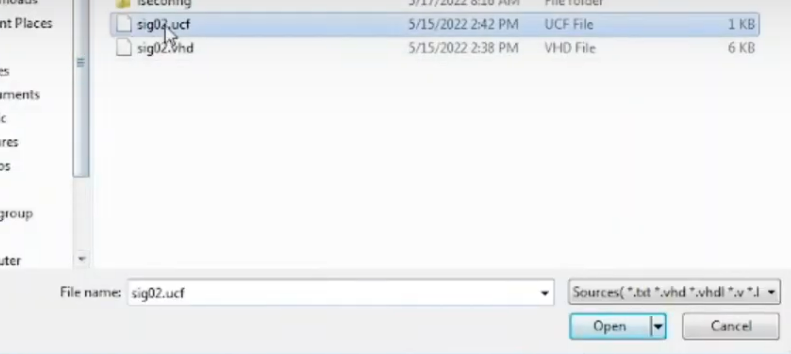 iseconfig 5/17/2022 8:16 AM File folder
nt Places
sig02.ucf 5/15/2022 2:42 PM UCF File 1 KB
sig02.vhd 5/15/2022 2:38 PM VHD File 6 KB
es
uments
c
ures
os
group
uter
File name: sig02.ucf Sources( *.txt *.vhd *.vhdl *.v *.l
Open Cancel